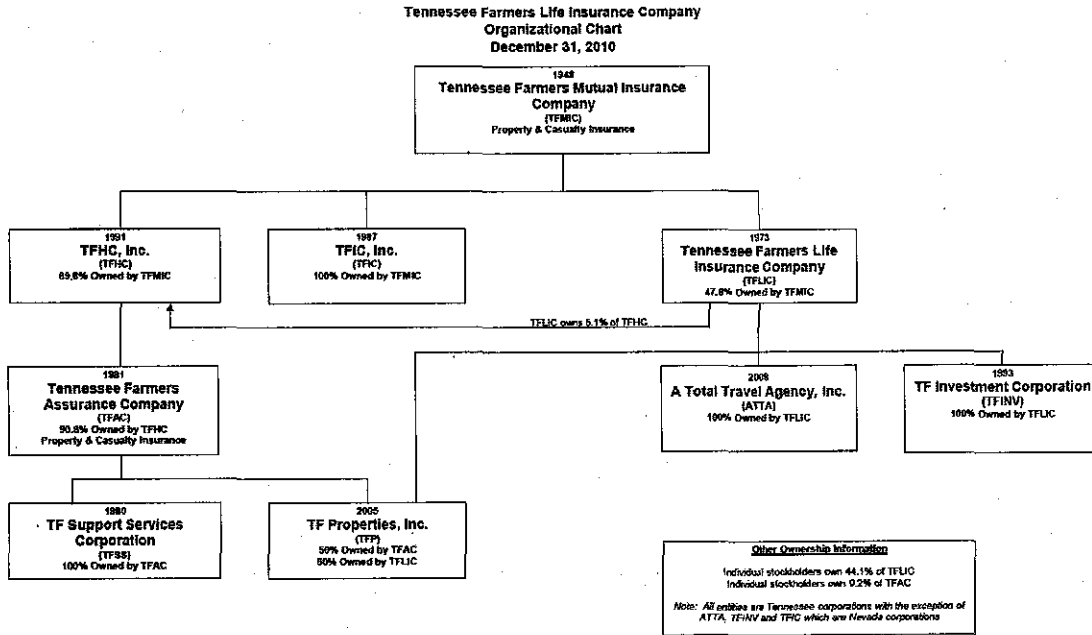 Tennessee Farmers Life Insurance Company
Organizational Chart
December 31, 2010
1948
Tennessee Farmers Mutual Insurance
Company
(TFMIC)
Property & Casualty Insurance
1991
TFHC, Inc.
(TFHC)
89.8% Owned by TFMIC
1987
TFIC, Inc.
(TFIC)
100% Owned by TFMIC
1973
Tennessee Farmers Life
Insurance Company
(TFLIC)
47.8% Owned by TFMIC
TFLIC owns 5.1% of TFHC
1981
Tennessee Farmers
Assurance Company
(TFAC)
90.8% Owned by TFHC
Property & Casualty Insurance
A Total Travel Agency, Inc.
(ATTA)
100% Owned by TFLIC
1993
TF Investment Corporation
(TFINV)
100% Owned by TFLIC
TF Support Services
Corporation
(TFSS)
100% Owned by TFAC
2005
TF Properties, Inc.
(TFP)
50% Owned by TFAC
50% Owned by TFLIC
Other Ownership Information
Individual stockholders own 44.1% of TFLIC
Individual stockholders own 9.2% of TFAC
Note: All entities are Tennessee corporations with the exception of
ATTA, TFINV and TFIC which are Nevada corporations